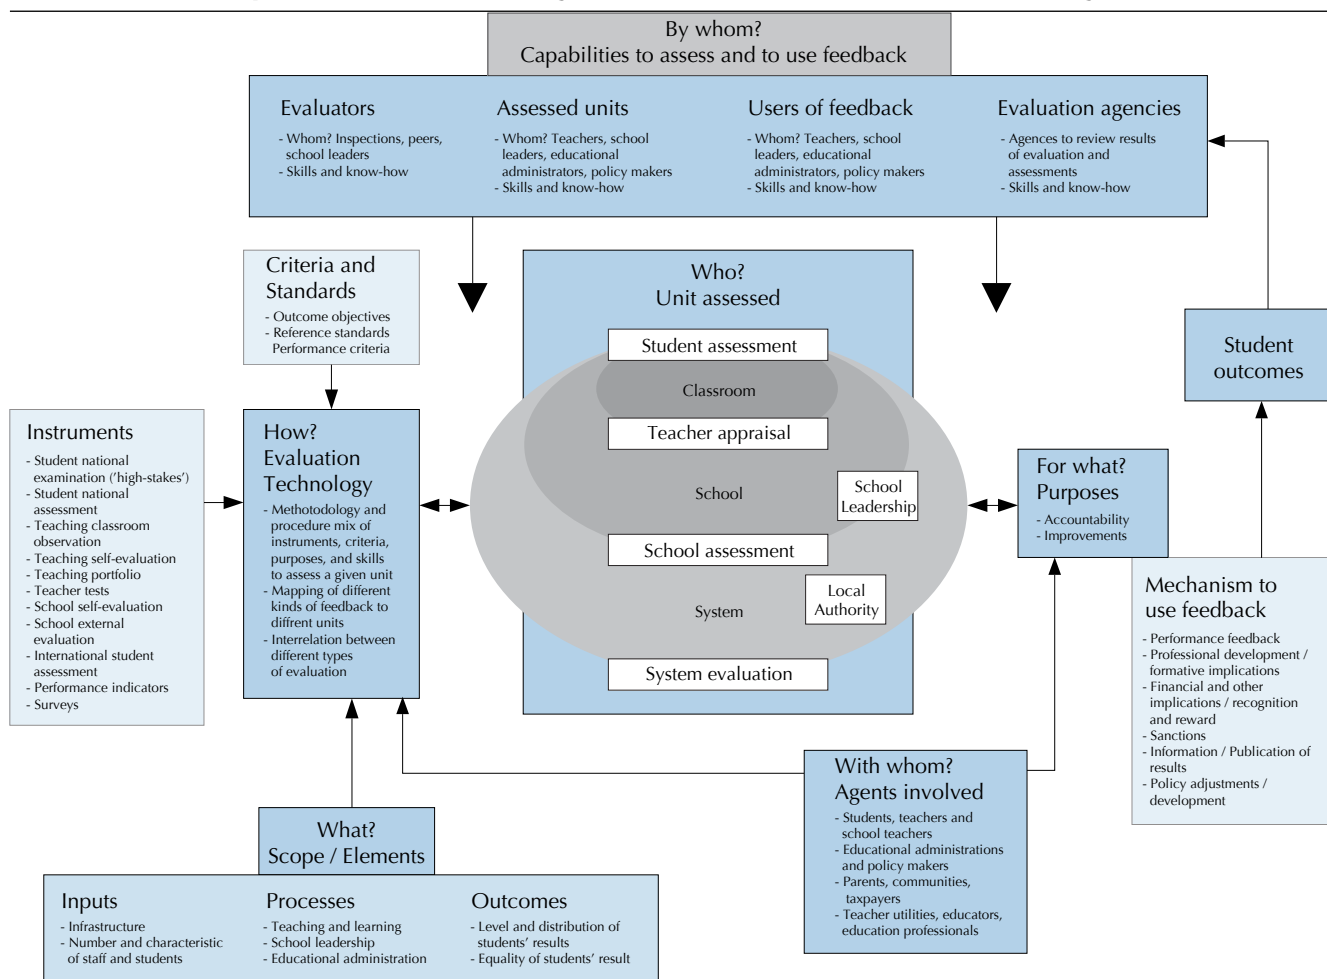 By whom?
Capabilities to assess and to use feedback
Evaluators
- Whom? Inspections, peers,
school leaders
- Skills and know-how
Assessed units
- Whom? Teachers, school
leaders, educational
administrators, policy makers
- Skills and know-how
Users of feedback
- Whom? Teachers, school
leaders, educational
administrators, policy makers
- Skills and know-how
Evaluation agencies
- Agences to review results
of evaluation and
assessments
- Skills and know-how
Criteria and
Standards
- Outcome objectives
- Reference standards
Performance criteria
Who?
Unit assessed
Student assessment
Classroom
Teacher appraisal
School
School
Leadership
School assessment
System
Local
Authority
System evaluation
Student
outcomes
Instruments
- Student national
examination ('high-stakes')
- Student national
assessment
- Teaching classroom
observation
- Teaching self-evaluation
- Teaching portfolio
- Teacher tests
- School self-evaluation
- School external
evaluation
- International student
assessment
- Performance indicators
- Surveys
How?
Evaluation
Technology
- Methotodology and
procedure mix of
instruments, criteria,
purposes, and skills
to assess a given unit
- Mapping of different
kinds of feedback to
diffrent units
- Interrelation between
different types
of evaluation
For what?
Purposes
- Accountability
- Improvements
Mechanism to
use feedback
- Performance feedback
- Professional development /
formative implications
- Financial and other
implications / recognition
and reward
- Sanctions
- Information / Publication of
results
- Policy adjustments /
development
With whom?
Agents involved
- Students, teachers and
school teachers
- Educational administrations
and policy makers
- Parents, communities,
taxpayers
- Teacher utilities, educators,
education professionals
What?
Scope / Elements
Inputs
- Infrastructure
- Number and characteristic
of staff and students
Processes
- Teaching and learning
- School leadership
- Educational administration
Outcomes
- Level and distribution of
students' results
- Equality of students' result